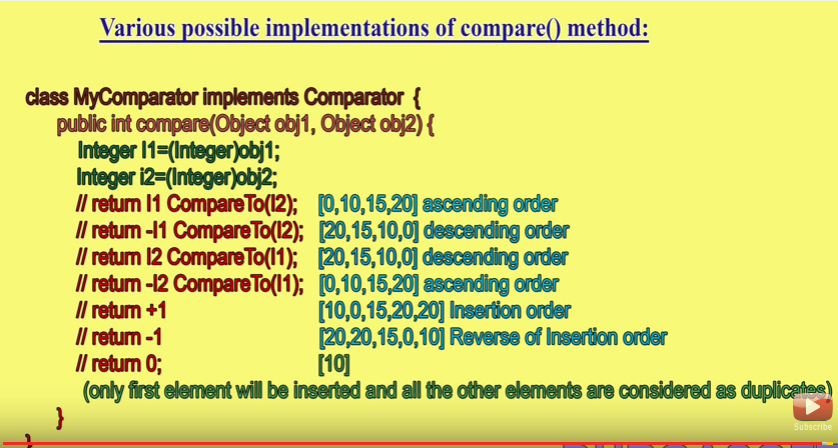 Various possible implementations of compare() method:
class MyComparator implements Comparator {
public int compare(Object obj1, Object obj2) {
Integer I1=(Integer)obj1;
Integer i2=(Integer)obj2;
// return I1 CompareTo(I2); [0,10,15,20] ascending order
// return -I1 CompareTo(I2); [20,15,10,0] descending order
// return I2 CompareTo(I1); [20,15,10,0] descending order
// return -I2 CompareTo(I1); [0,10,15,20] ascending order
// return +1 [10,0,15,20,20] Insertion order
// return -1 [20,20,15,0,10] Reverse of Insertion order
// return 0; [10]
(only first element will be inserted and all the other elements are considered as duplicates)
}
}
Subscribe